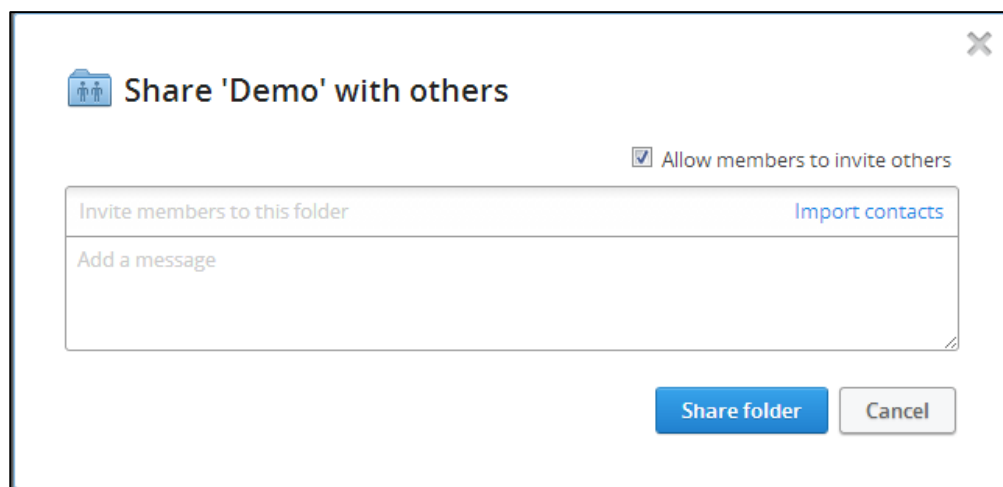 Share 'Demo' with others
Allow members to invite others
Invite members to this folder Import contacts
Add a message
Share folder Cancel